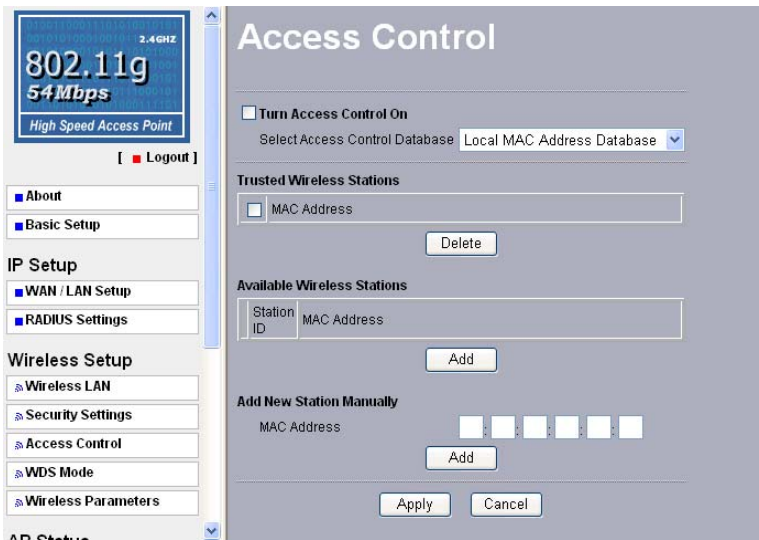 2.4GHZ
802.11g
54Mbps
High Speed Access Point
[ Logout ]
About
Basic Setup
IP Setup
WAN / LAN Setup
RADIUS Settings
Wireless Setup
Wireless LAN
Security Settings
Access Control
WDS Mode
Wireless Parameters
AP Status
Access Control
Turn Access Control On
Select Access Control Database Local MAC Address Database
Trusted Wireless Stations
MAC Address
Delete
Available Wireless Stations
Station ID MAC Address
Add
Add New Station Manually
MAC Address : : : : :
Add
Apply Cancel